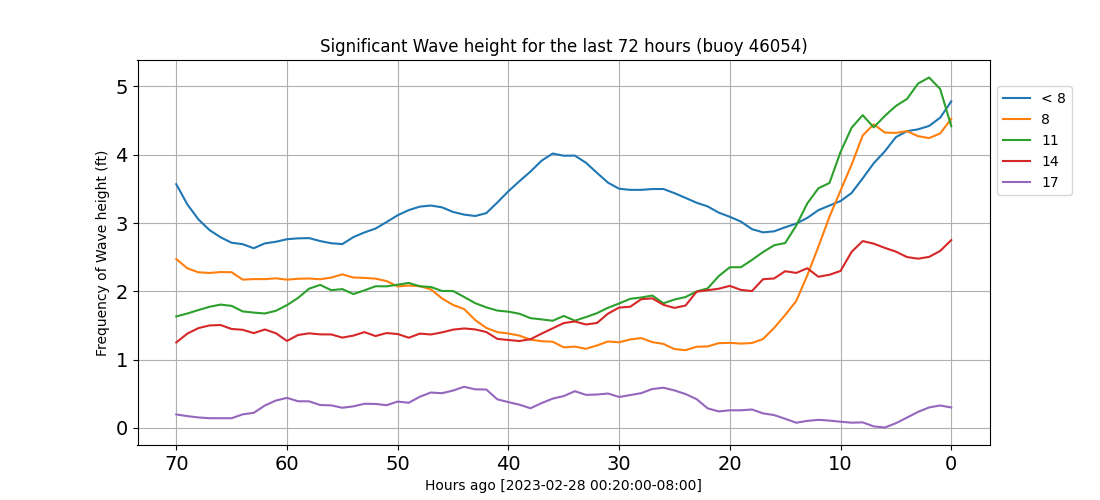 Significant Wave height for the last 72 hours (buoy 46054)
Frequency of Wave height (ft)
5
4
3
2
1
0
70 60 50 40 30 20 10 0
Hours ago [2023-02-28 00:20:00-08:00]
< 8
8
11
14
17